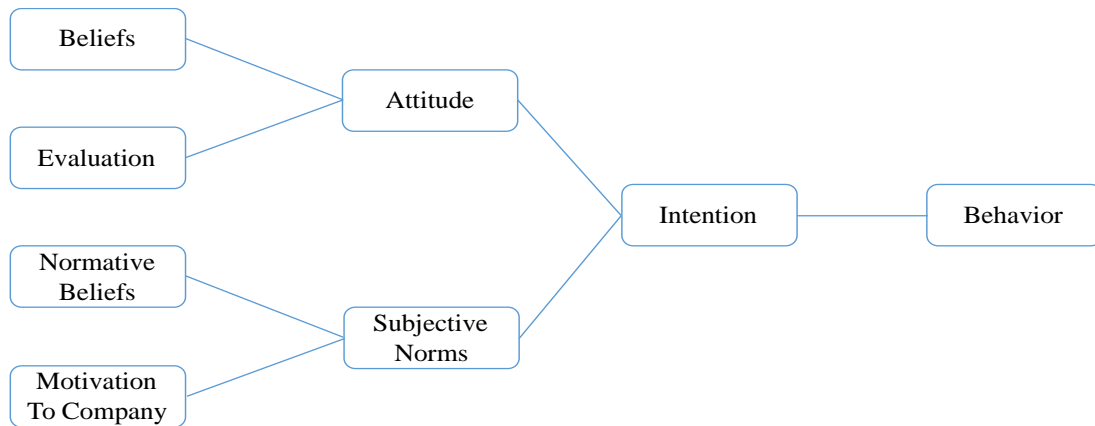 Beliefs
Evaluation
Normative
Beliefs
Motivation
To Company
Attitude
Subjective
Norms
Intention
Behavior